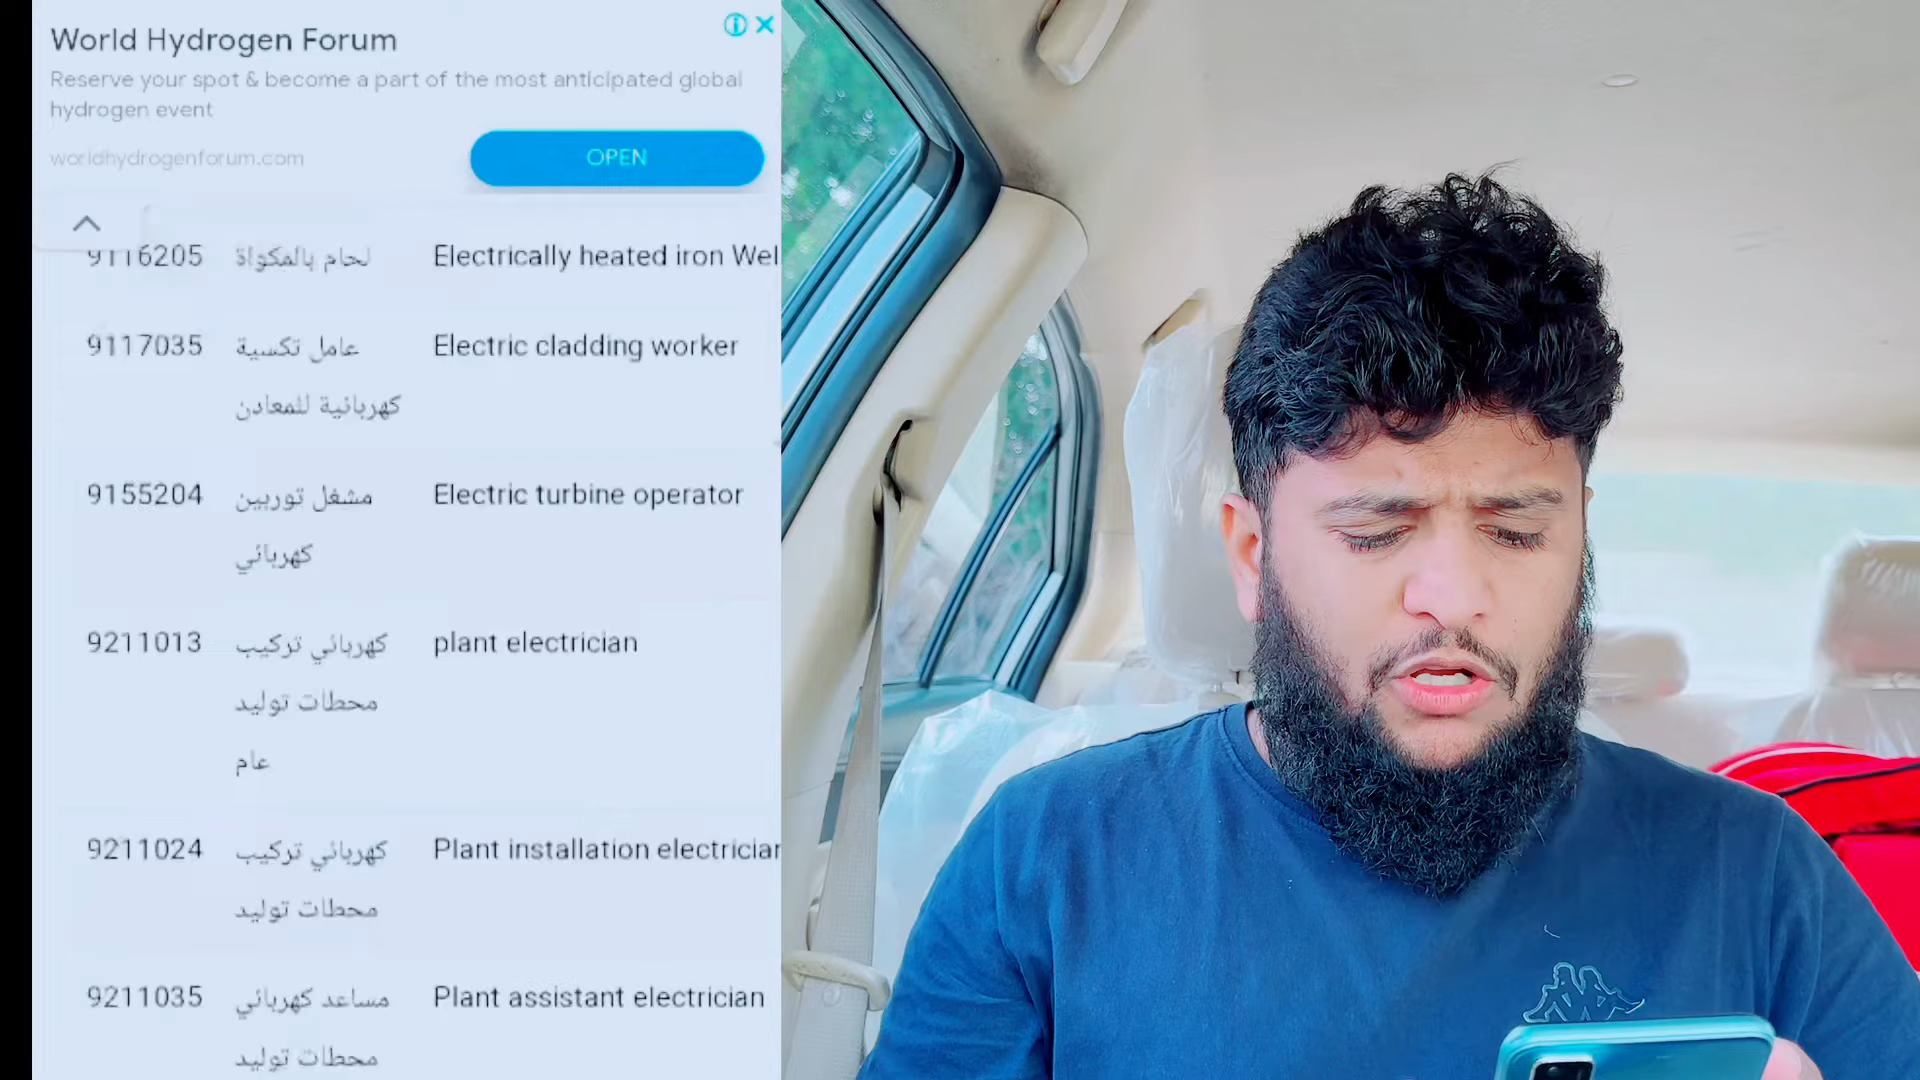 World Hydrogen Forum
Reserve your spot & become a part of the most anticipated global
hydrogen event
worldhydrogenforum.com
OPEN
9116205 لحام بالمكواة Electrically heated iron Wel
9117035 عامل تكسية Electric cladding worker
كهربائية للمعادن
9155204 مشغل توربين Electric turbine operator
كهربائي
9211013 كهربائي تركيب plant electrician
محطات توليد
عام
9211024 كهربائي تركيب Plant installation electrician
محطات توليد
9211035 مساعد كهربائي Plant assistant electrician
محطات توليد